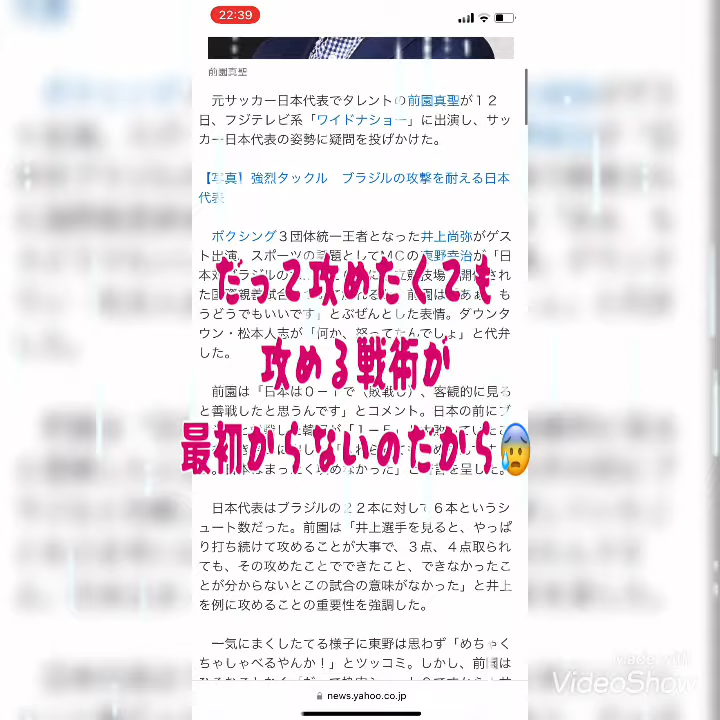 22:39
前園真聖
元サッカー日本代表でタレントの前園真聖が１２
日、フジテレビ系「ワイドナショー」に出演し、サッ
カー日本代表の姿勢に疑問を投げかけた。
【写真】強烈タックル　ブラジルの攻撃を耐える日本
代表
ボクシング３団体統一王者となった井上尚弥がゲス
ト出演。スポーツの話題としてＭＣの東野幸治が「日
だって攻めたくても
うどうでもいいです」とぶぜんとした表情。ダウンタ
ウン・松本人志が「何か、怒ってたんでしょ」と代弁
した。
攻める戦術が
前園は「日本は０－１で（敗戦し）、客観的に見る
と善戦したと思うんです」とコメント。日本の前にブ
最初からないのだから😰
日本代表はブラジルの２２本に対して６本というシ
ュート数だった。前園は「井上選手を見ると、やっぱ
り打ち続けて攻めることが大事で、３点、４点取られ
ても、その攻めたことでできたこと、できなかったこ
とが分からないとこの試合の意味がなかった」と井上
を例に攻めることの重要性を強調した。
一気にまくしたてる様子に東野は思わず「めちゃく
ちゃしゃべるやんか！」とツッコミ。しかし、前園は
news.yahoo.co.jp
Made with
VideoShow